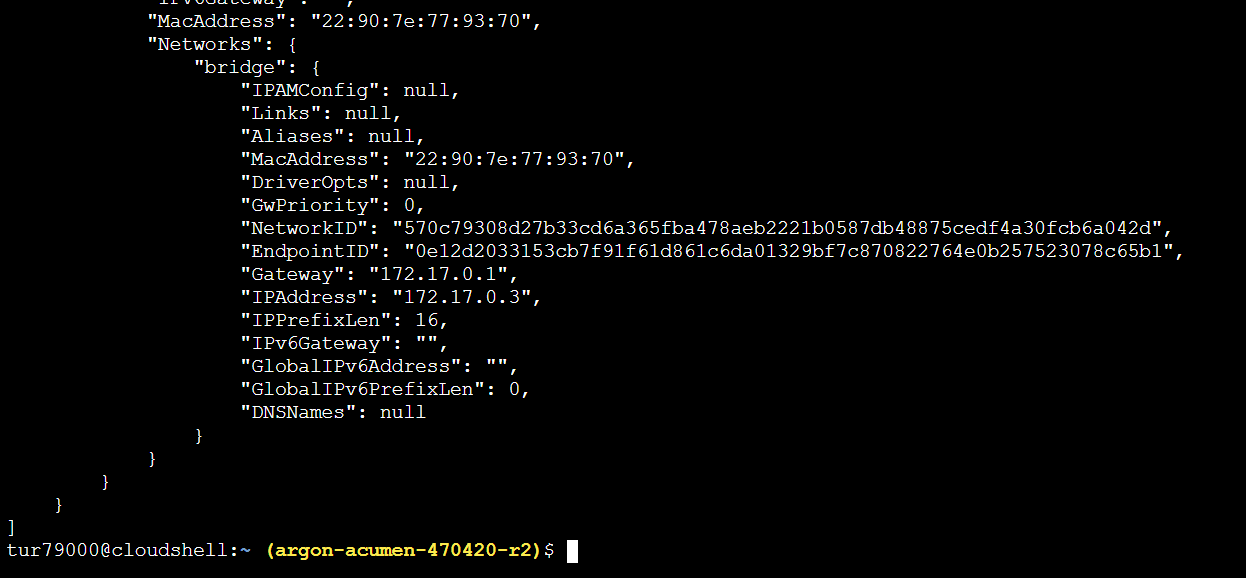 "MacAddress": "22:90:7e:77:93:70",
"Networks": {
"bridge": {
"IPAMConfig": null,
"Links": null,
"Aliases": null,
"MacAddress": "22:90:7e:77:93:70",
"DriverOpts": null,
"GwPriority": 0,
"NetworkID": "570c79308d27b33cd6a365fba478aeb2221b0587db48875cedf4a30fcb6a042d",
"EndpointID": "0e12d2033153cb7f91f61d861c6da01329bf7c870822764e0b257523078c65b1",
"Gateway": "172.17.0.1",
"IPAddress": "172.17.0.3",
"IPPrefixLen": 16,
"IPv6Gateway": "",
"GlobalIPv6Address": "",
"GlobalIPv6PrefixLen": 0,
"DNSNames": null
}
}
}
}
]
tur79000@cloudshell:~ (argon-acumen-470420-r2)$